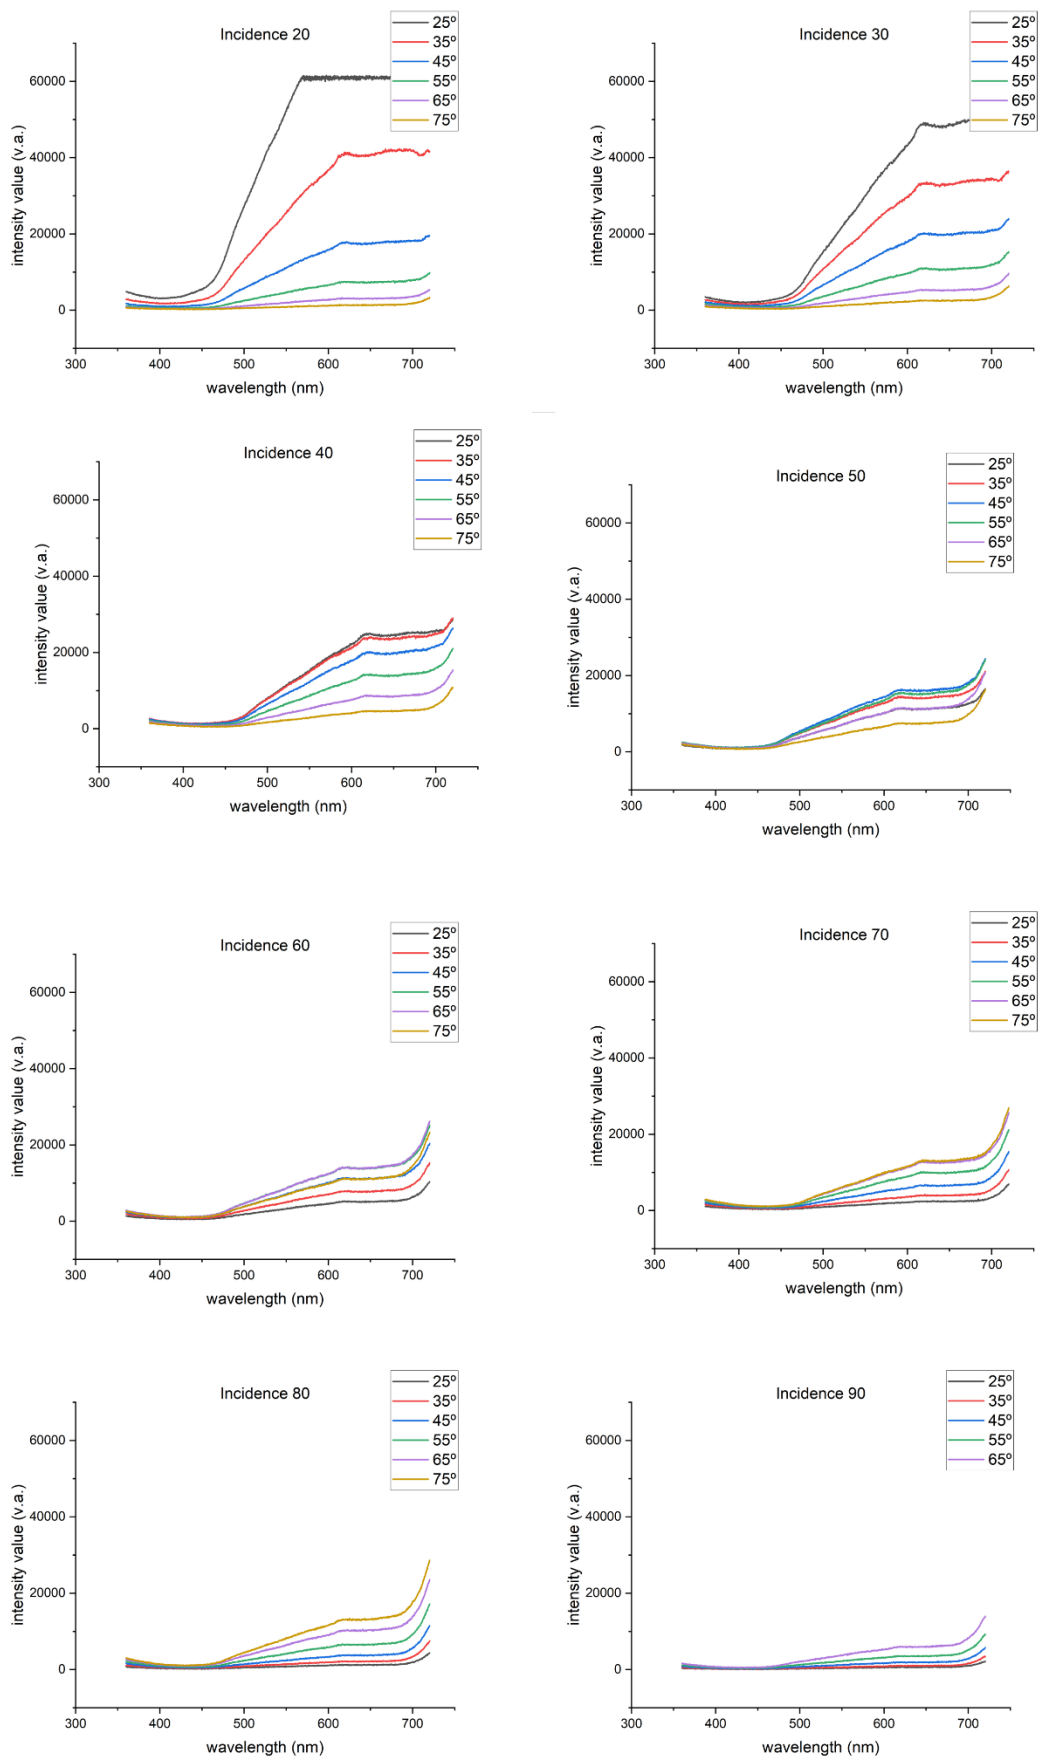 Incidence 20
25º
35º
45º
55º
65º
75º
60000
40000
20000
0
300 400 500 600 700
wavelength (nm)
intensity value (v.a.)
Incidence 30
25º
35º
45º
55º
65º
75º
60000
40000
20000
0
300 400 500 600 700
wavelength (nm)
intensity value (v.a.)
Incidence 40
25º
35º
45º
55º
65º
75º
60000
40000
20000
0
300 400 500 600 700
wavelength (nm)
intensity value (v.a.)
Incidence 50
25º
35º
45º
55º
65º
75º
60000
40000
20000
0
300 400 500 600 700
wavelength (nm)
intensity value (v.a.)
Incidence 60
25º
35º
45º
55º
65º
75º
60000
40000
20000
0
300 400 500 600 700
wavelength (nm)
intensity value (v.a.)
Incidence 70
25º
35º
45º
55º
65º
75º
60000
40000
20000
0
300 400 500 600 700
wavelength (nm)
intensity value (v.a.)
Incidence 80
25º
35º
45º
55º
65º
75º
60000
40000
20000
0
300 400 500 600 700
wavelength (nm)
intensity value (v.a.)
Incidence 90
25º
35º
45º
55º
65º
60000
40000
20000
0
300 400 500 600 700
wavelength (nm)
intensity value (v.a.)